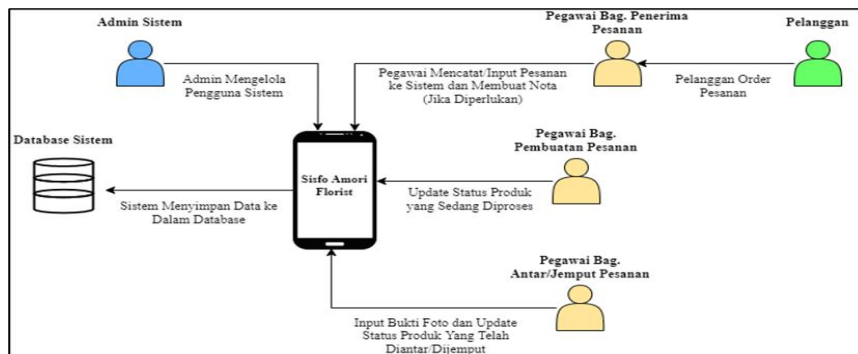 Admin Sistem
Admin Mengelola
Pengguna Sistem
Pegawai Bag. Penerima
Pesanan
Pelanggan
Pegawai Mencatat/Input Pesanan
ke Sistem dan Membuat Nota
(Jika Diperlukan)
Pelanggan Order
Pesanan
Database Sistem
Sistem Menyimpan Data ke
Dalam Database
Sisfo Amori
Florist
Pegawai Bag.
Pembuatan Pesanan
Update Status Produk
yang Sedang Diproses
Pegawai Bag.
Antar/Jemput Pesanan
Input Bukti Foto dan Update
Status Produk Yang Telah
Diantar/Dijemput